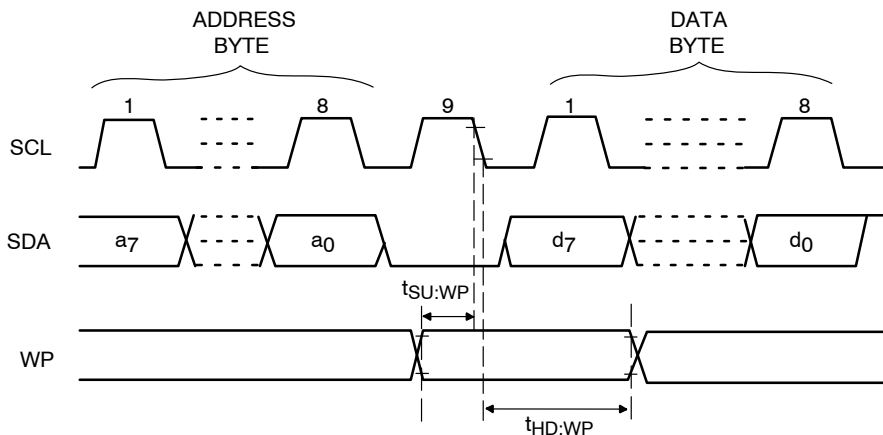 ADDRESS
BYTE
DATA
BYTE
1 8 9 1 8
SCL
SDA a7 a0 d7 d0
tSU:WP
WP
tHD:WP